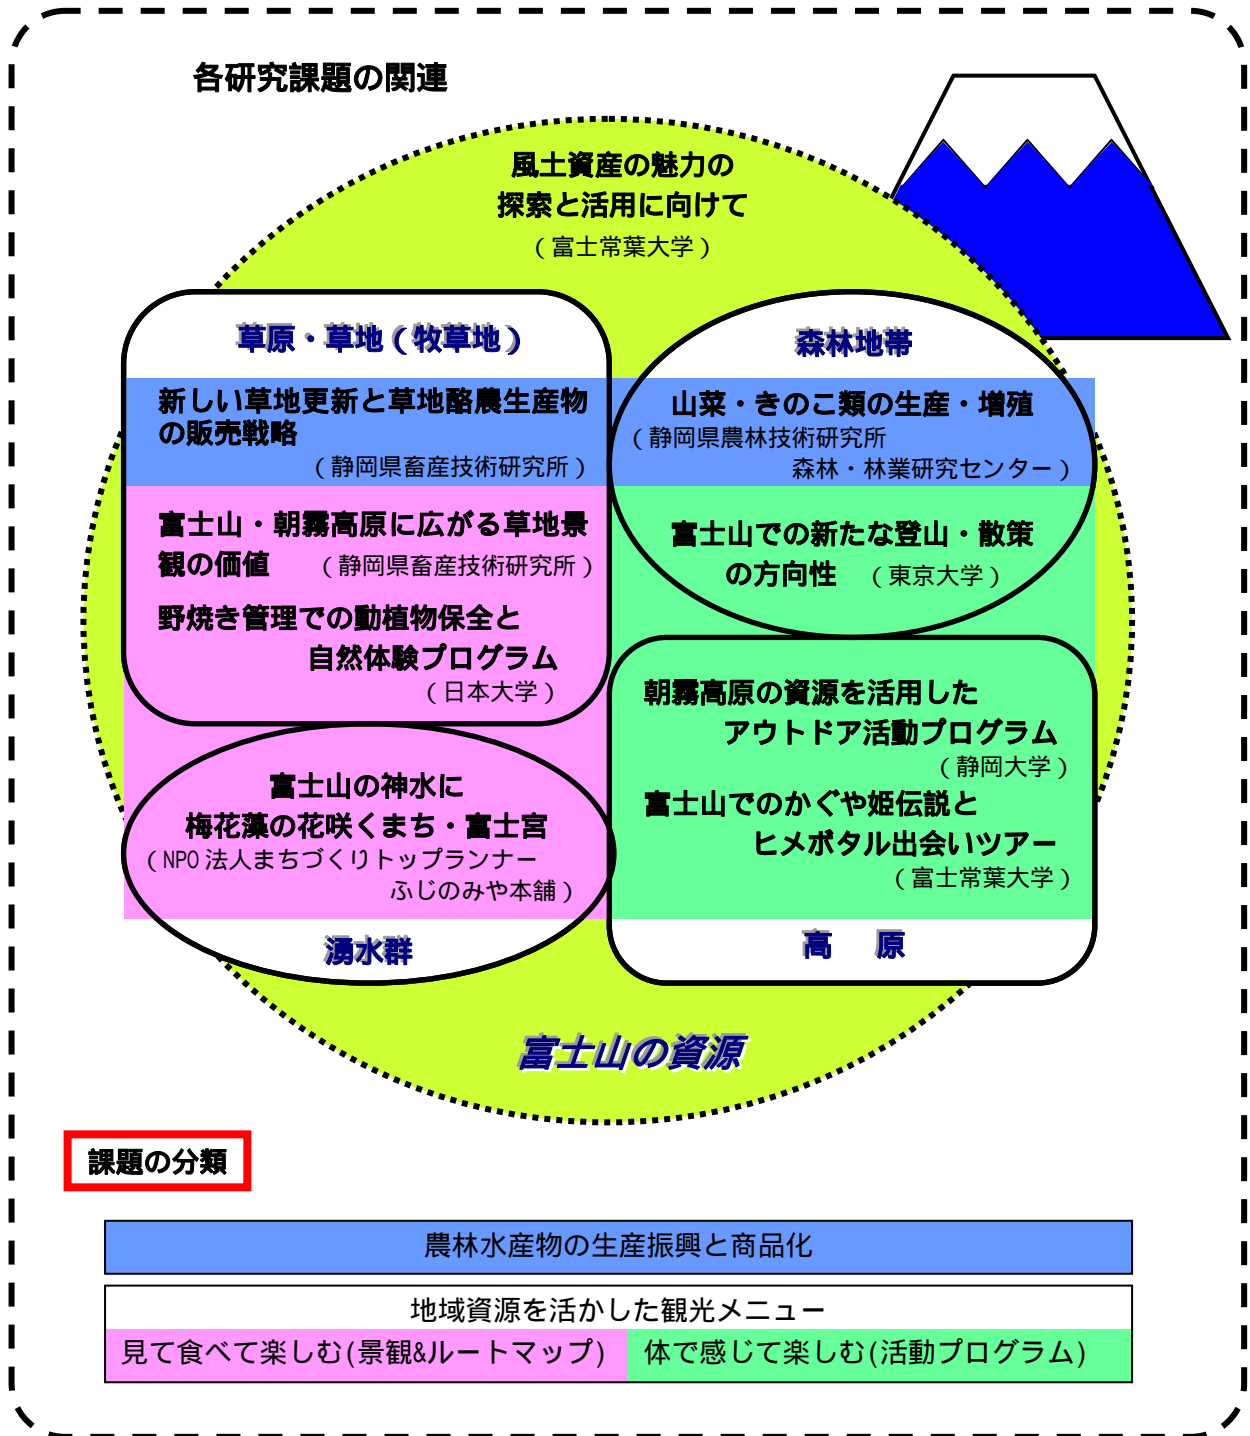 各研究課題の関連
風土資産の魅力の
探索と活用に向けて
（富士常葉大学）
草原・草地（牧草地）
新しい草地更新と草地酪農生産物
の販売戦略
（静岡県畜産技術研究所）
富士山・朝霧高原に広がる草地景
観の価値 （静岡県畜産技術研究所）
野焼き管理での動植物保全と
自然体験プログラム
（日本大学）
森林地帯
山菜・きのこ類の生産・増殖
（静岡県農林技術研究所
森林・林業研究センター）
富士山での新たな登山・散策
の方向性 （東京大学）
富士山の神水に
梅花藻の花咲くまち・富士宮
（NPO法人まちづくりトップランナー
ふじのみや本舗）
湧水群
朝霧高原の資源を活用した
アウトドア活動プログラム
（静岡大学）
富士山でのかぐや姫伝説と
ヒメボタル出会いツアー
（富士常葉大学）
高　原
富士山の資源
課題の分類
農林水産物の生産振興と商品化
地域資源を活かした観光メニュー
見て食べて楽しむ(景観&ルートマップ)
体で感じて楽しむ(活動プログラム)